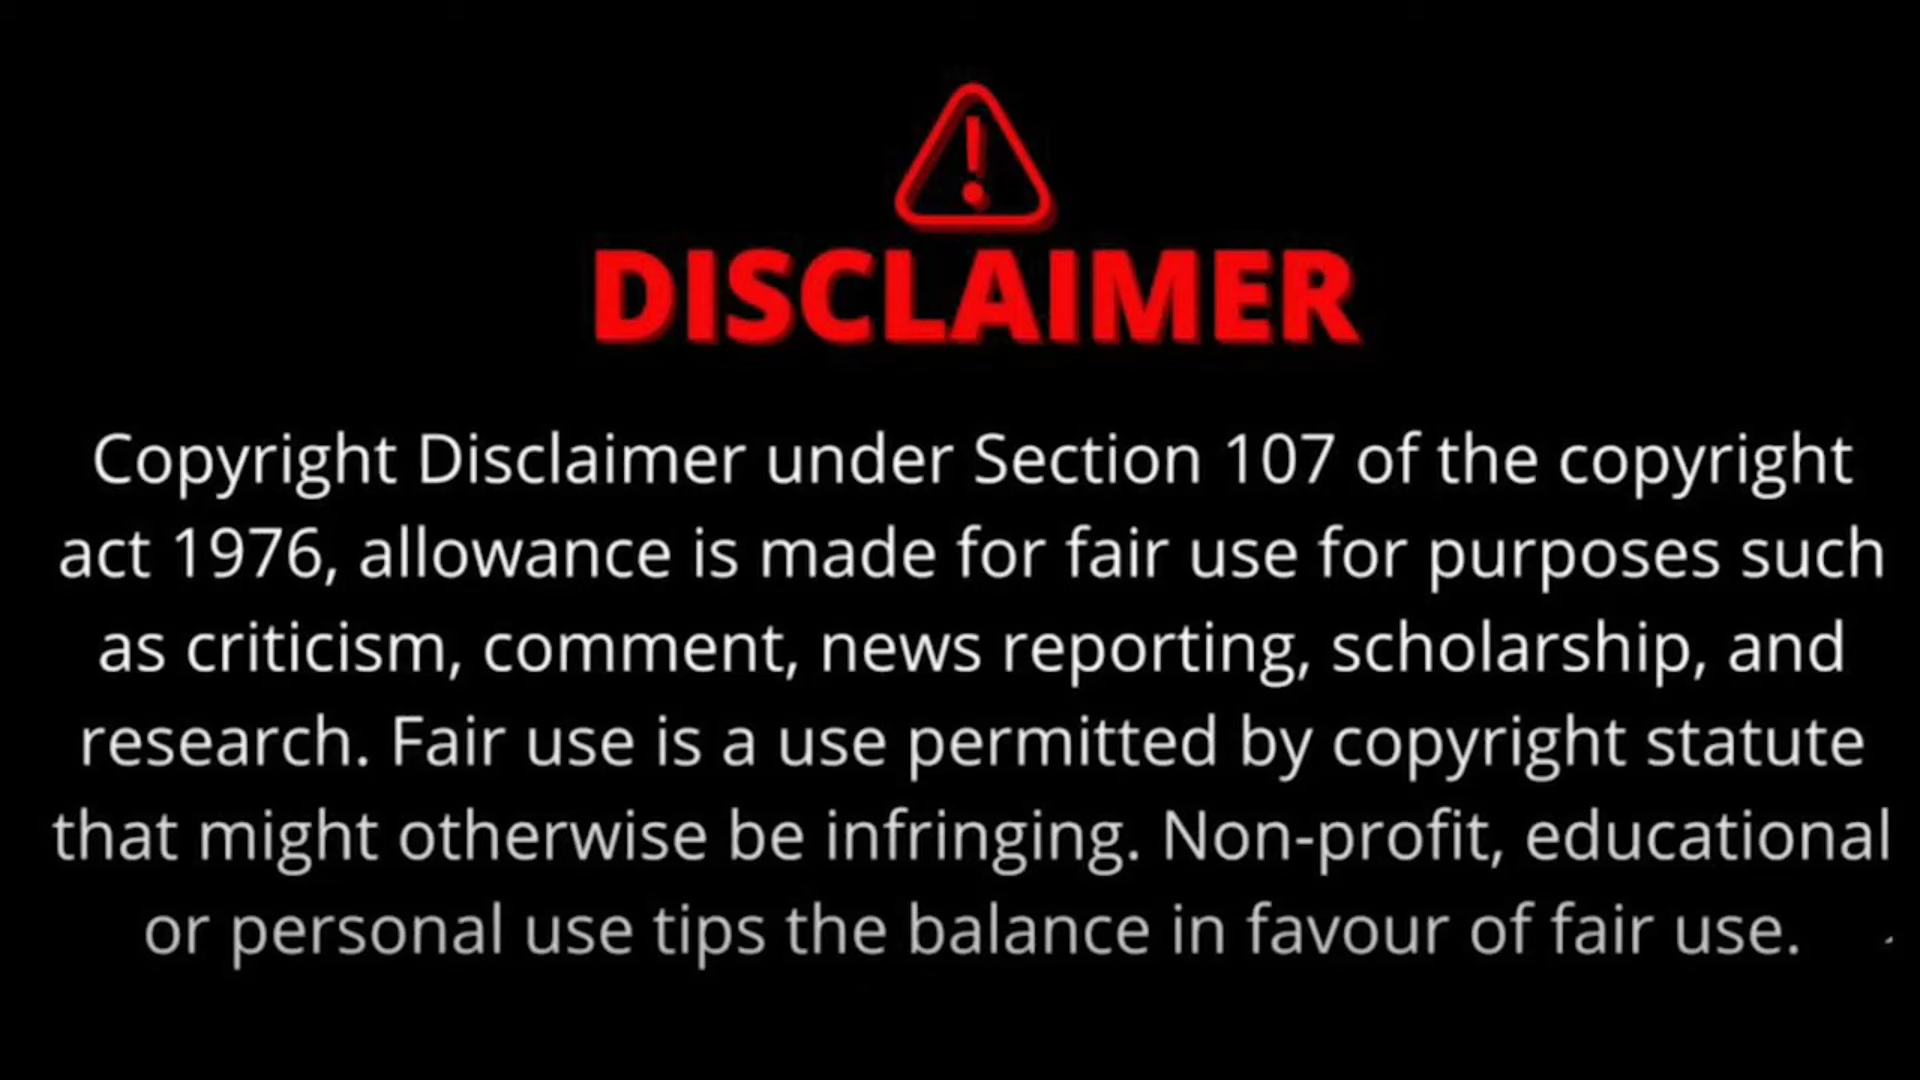 DISCLAIMER
Copyright Disclaimer under Section 107 of the copyright
act 1976, allowance is made for fair use for purposes such
as criticism, comment, news reporting, scholarship, and
research. Fair use is a use permitted by copyright statute
that might otherwise be infringing. Non-profit, educational
or personal use tips the balance in favour of fair use.